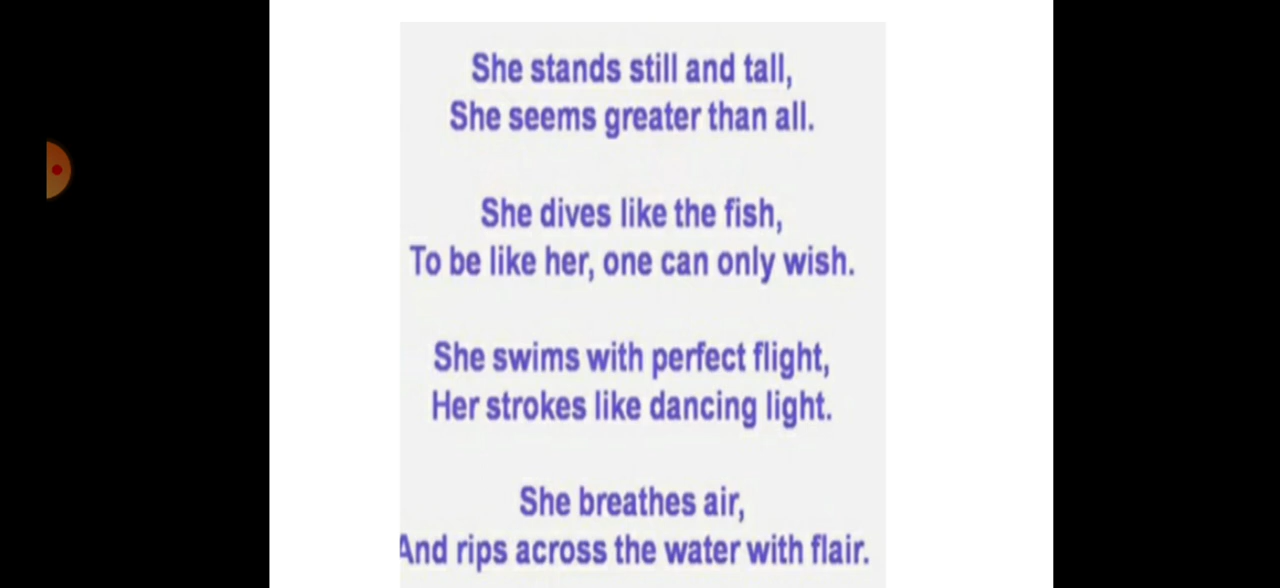 She stands still and tall,
She seems greater than all.
She dives like the fish,
To be like her, one can only wish.
She swims with perfect flight,
Her strokes like dancing light.
She breathes air,
And rips across the water with flair.